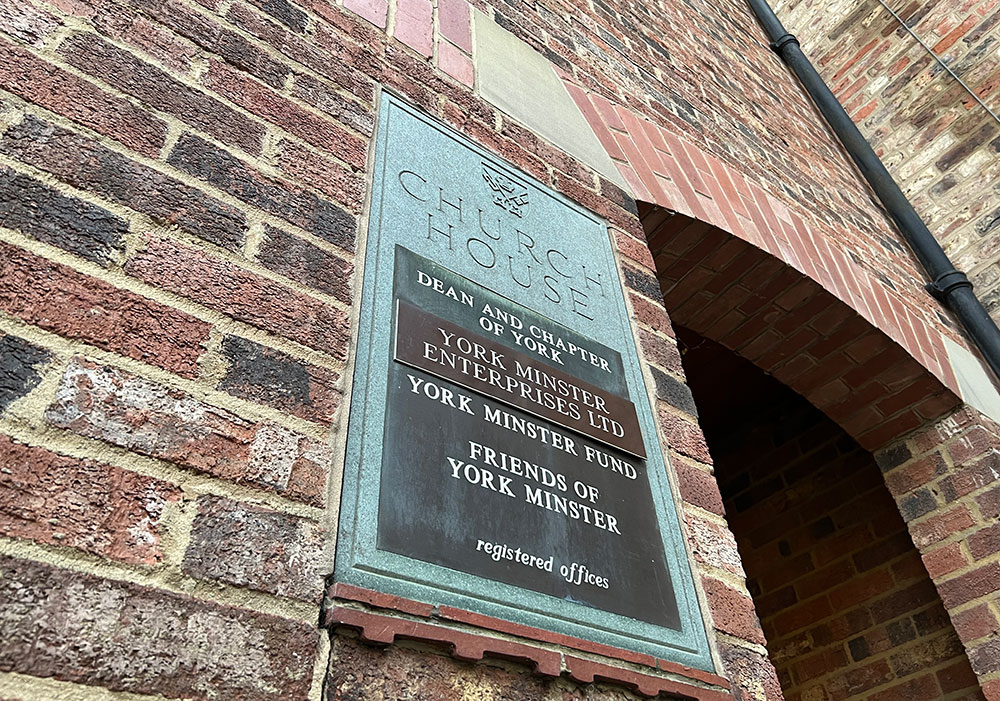 CHURCH
HOUSE
DEAN AND CHAPTER
OF YORK
YORK MINSTER
ENTERPRISES LTD
YORK MINSTER FUND
FRIENDS OF
YORK MINSTER
registered offices